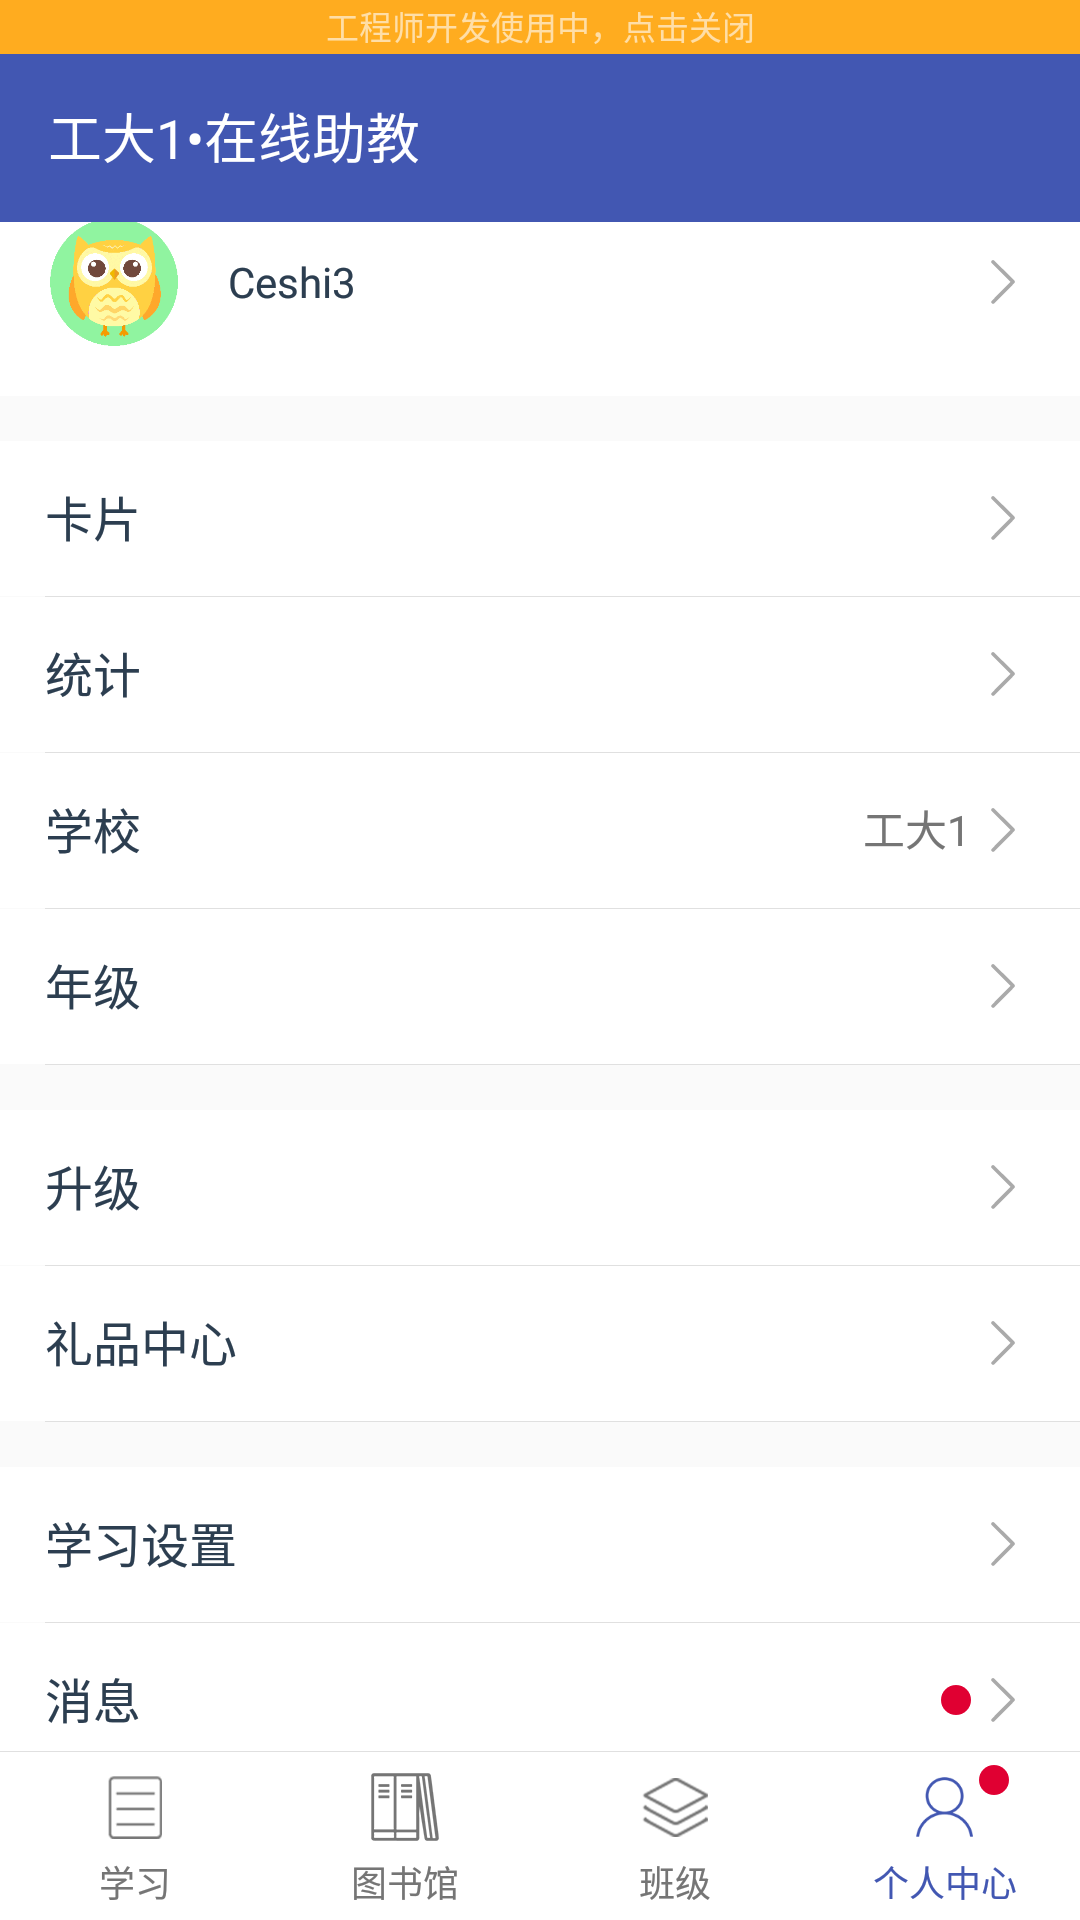 工程师开发使用中，点击关闭
工大1•在线助教
Ceshi3
卡片
统计
学校 工大1
年级
升级
礼品中心
学习设置
消息
学习 图书馆 班级 个人中心